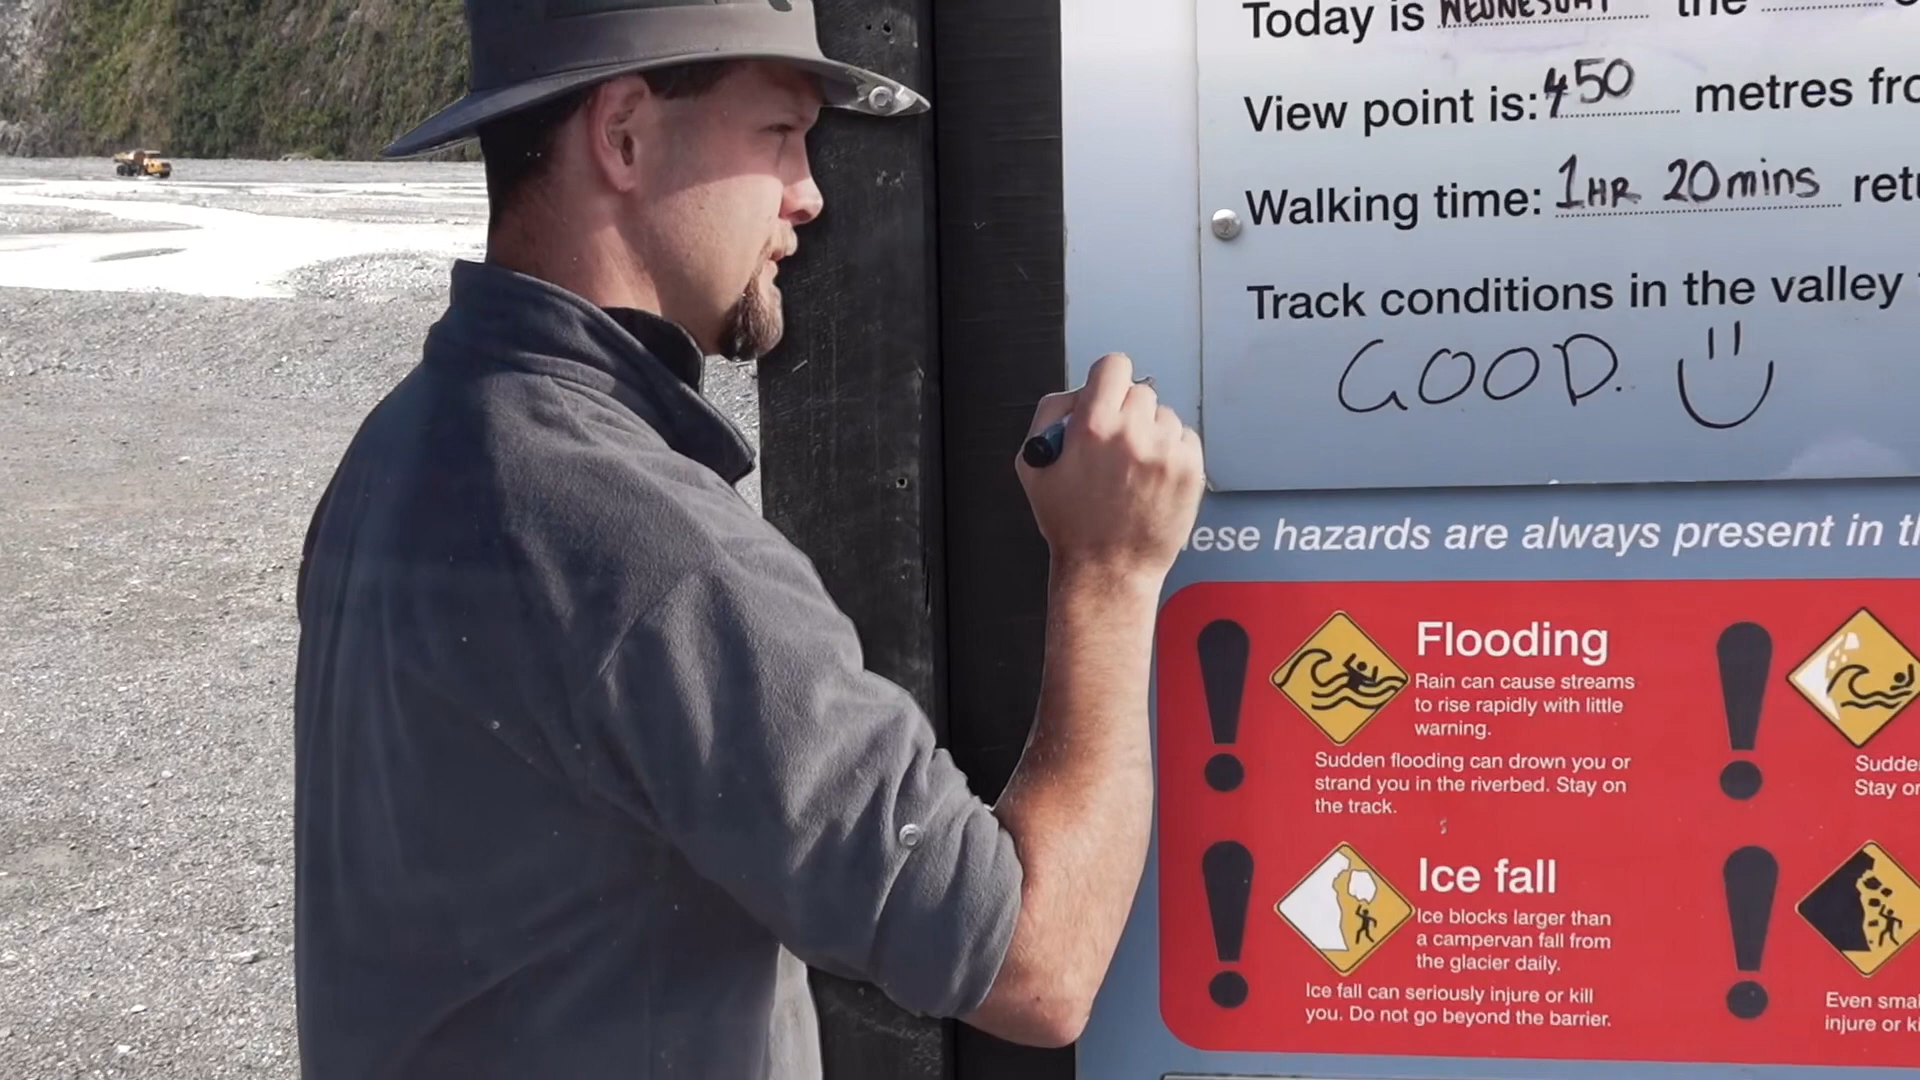 Today is WEDNESDAY the
View point is: 450 metres fro
Walking time: 1HR 20mins retu
Track conditions in the valley
GOOD.
ese hazards are always present in th
Flooding
Rain can cause streams
to rise rapidly with little
warning.
Sudden flooding can drown you or
strand you in the riverbed. Stay on
the track.
Sudde
Stay on
Ice fall
Ice blocks larger than
a campervan fall from
the glacier daily.
Ice fall can seriously injure or kill
you. Do not go beyond the barrier.
Even smal
injure or ki